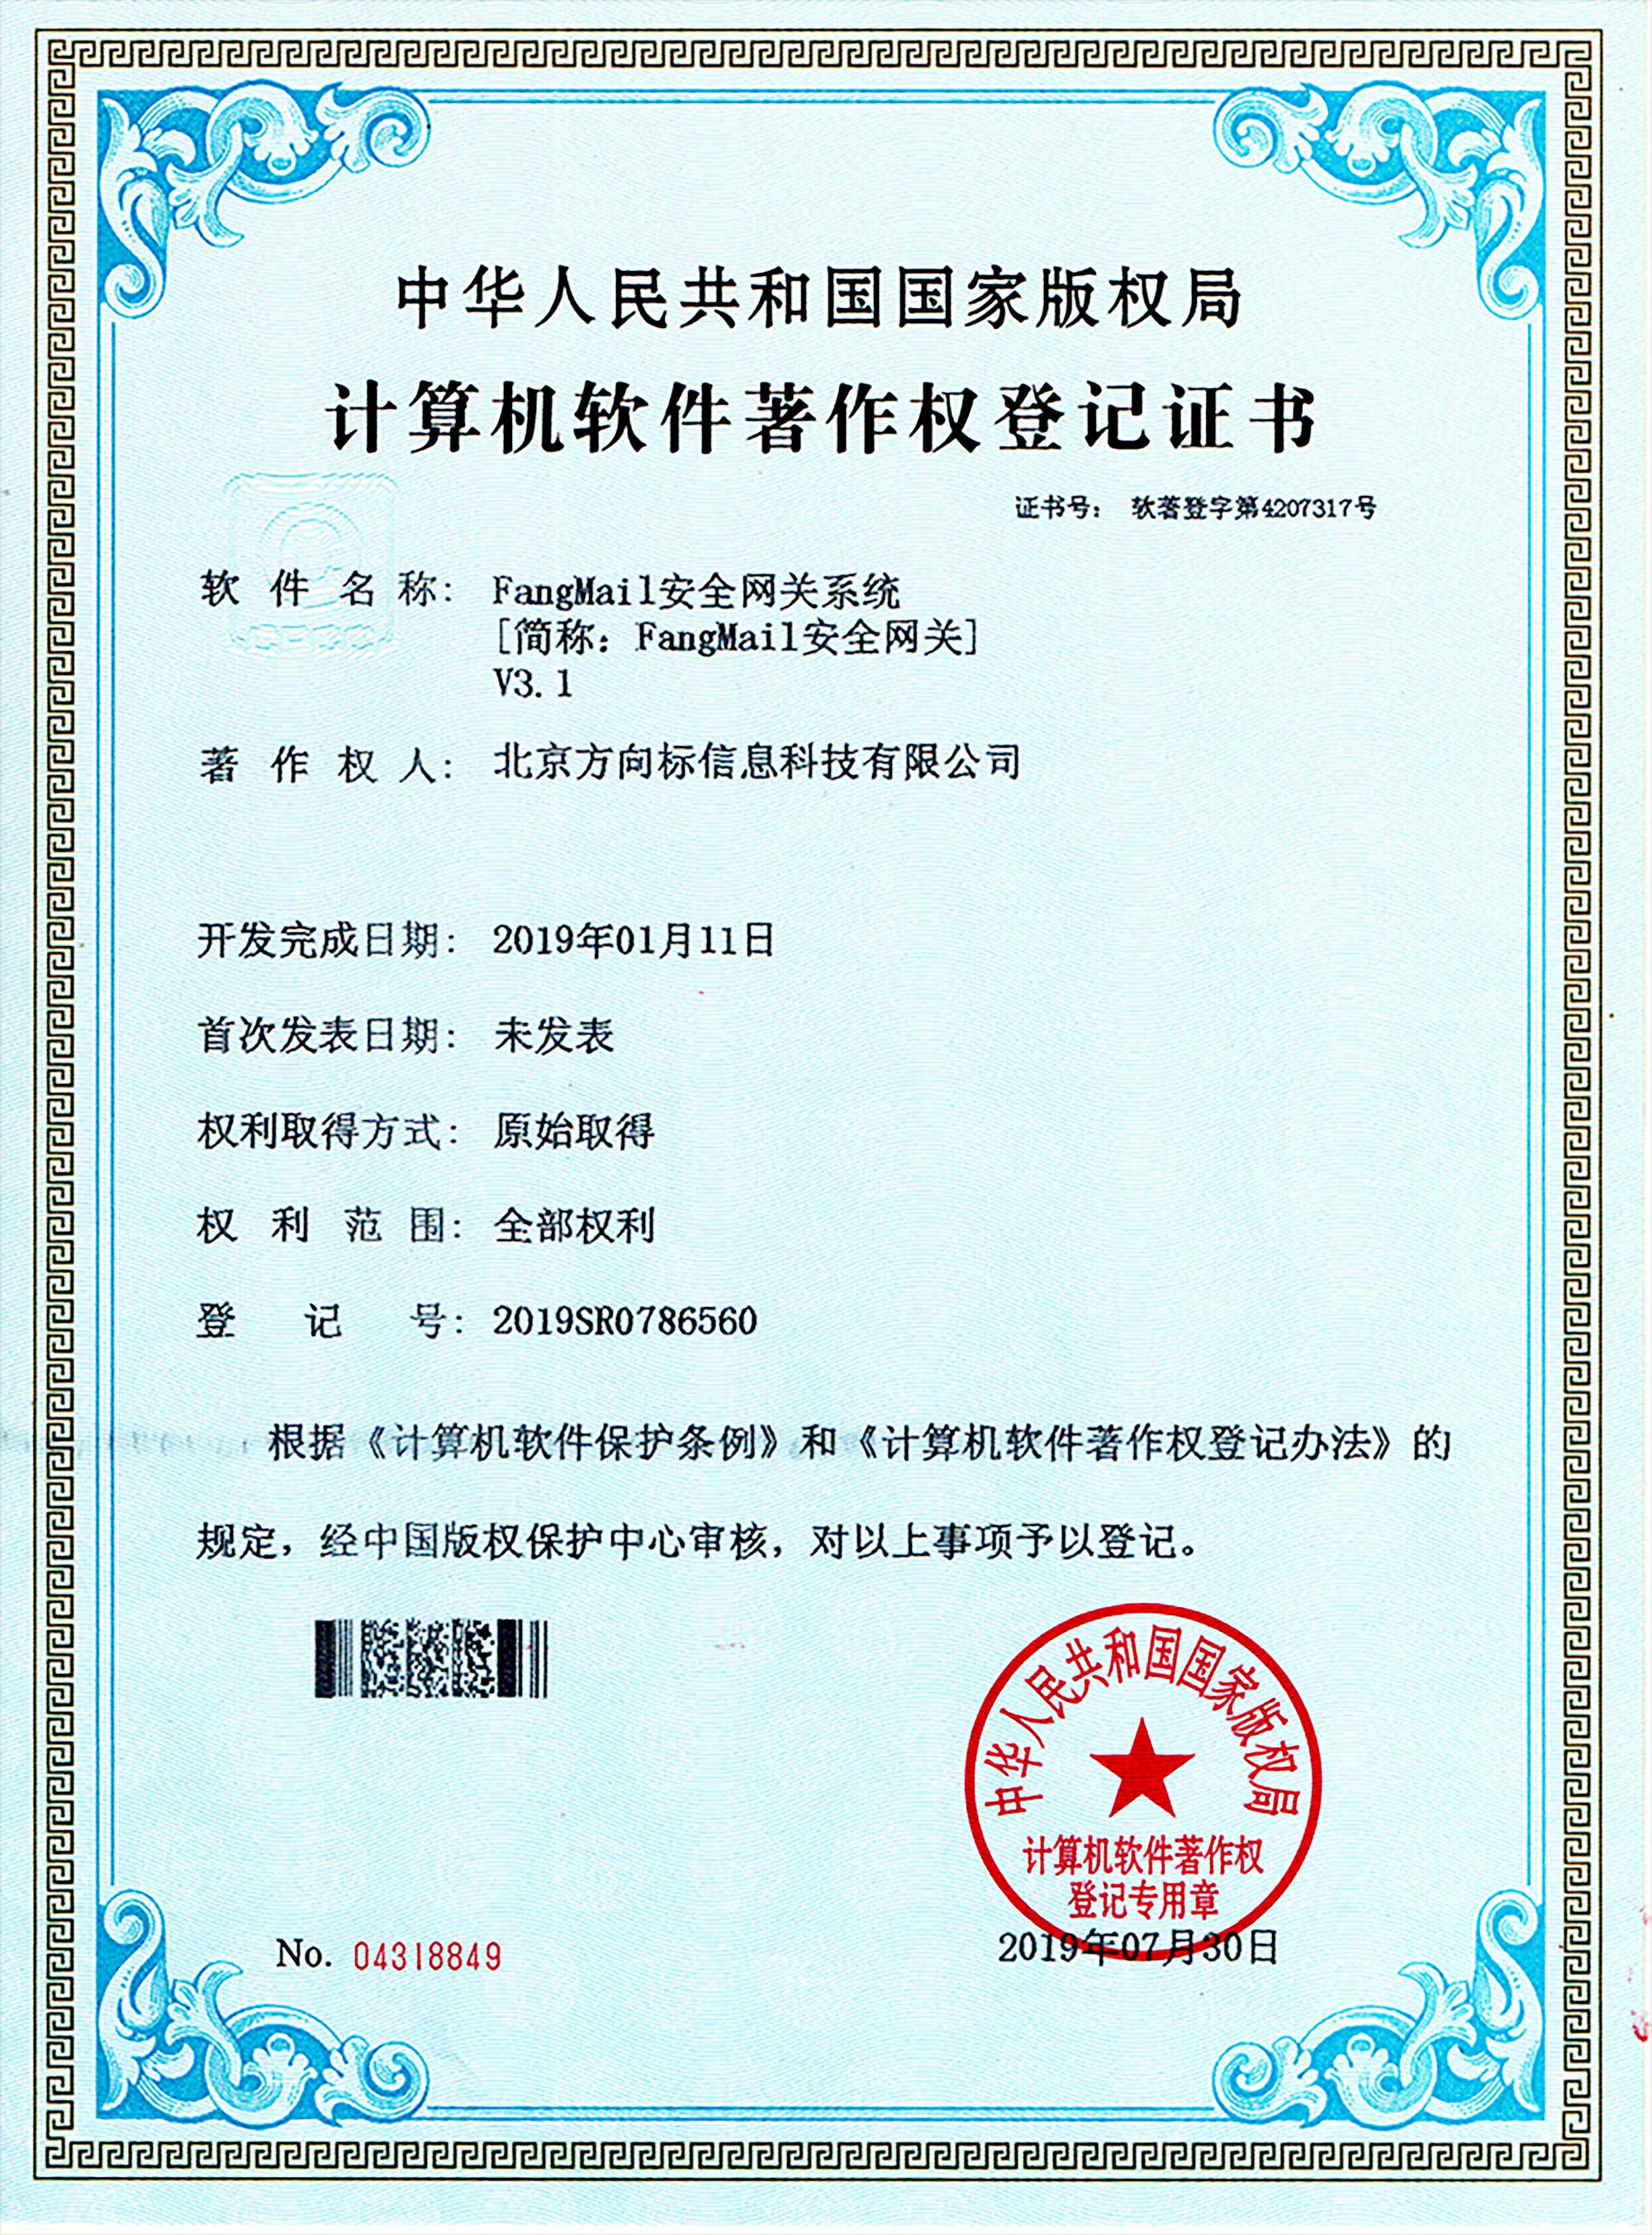 中华人民共和国国家版权局
计算机软件著作权登记证书
证书号： 软著登字第4207317号
软件名称： FangMail安全网关系统
[简称：FangMail安全网关]
V3.1
著作权人： 北京方向标信息科技有限公司
开发完成日期： 2019年01月11日
首次发表日期： 未发表
权利取得方式： 原始取得
权利范围： 全部权利
登记号： 2019SR0786560
根据《计算机软件保护条例》和《计算机软件著作权登记办法》的
规定，经中国版权保护中心审核，对以上事项予以登记。
中华人民共和国国家版权局
计算机软件著作权
登记专用章
No. 04318849
2019年07月30日